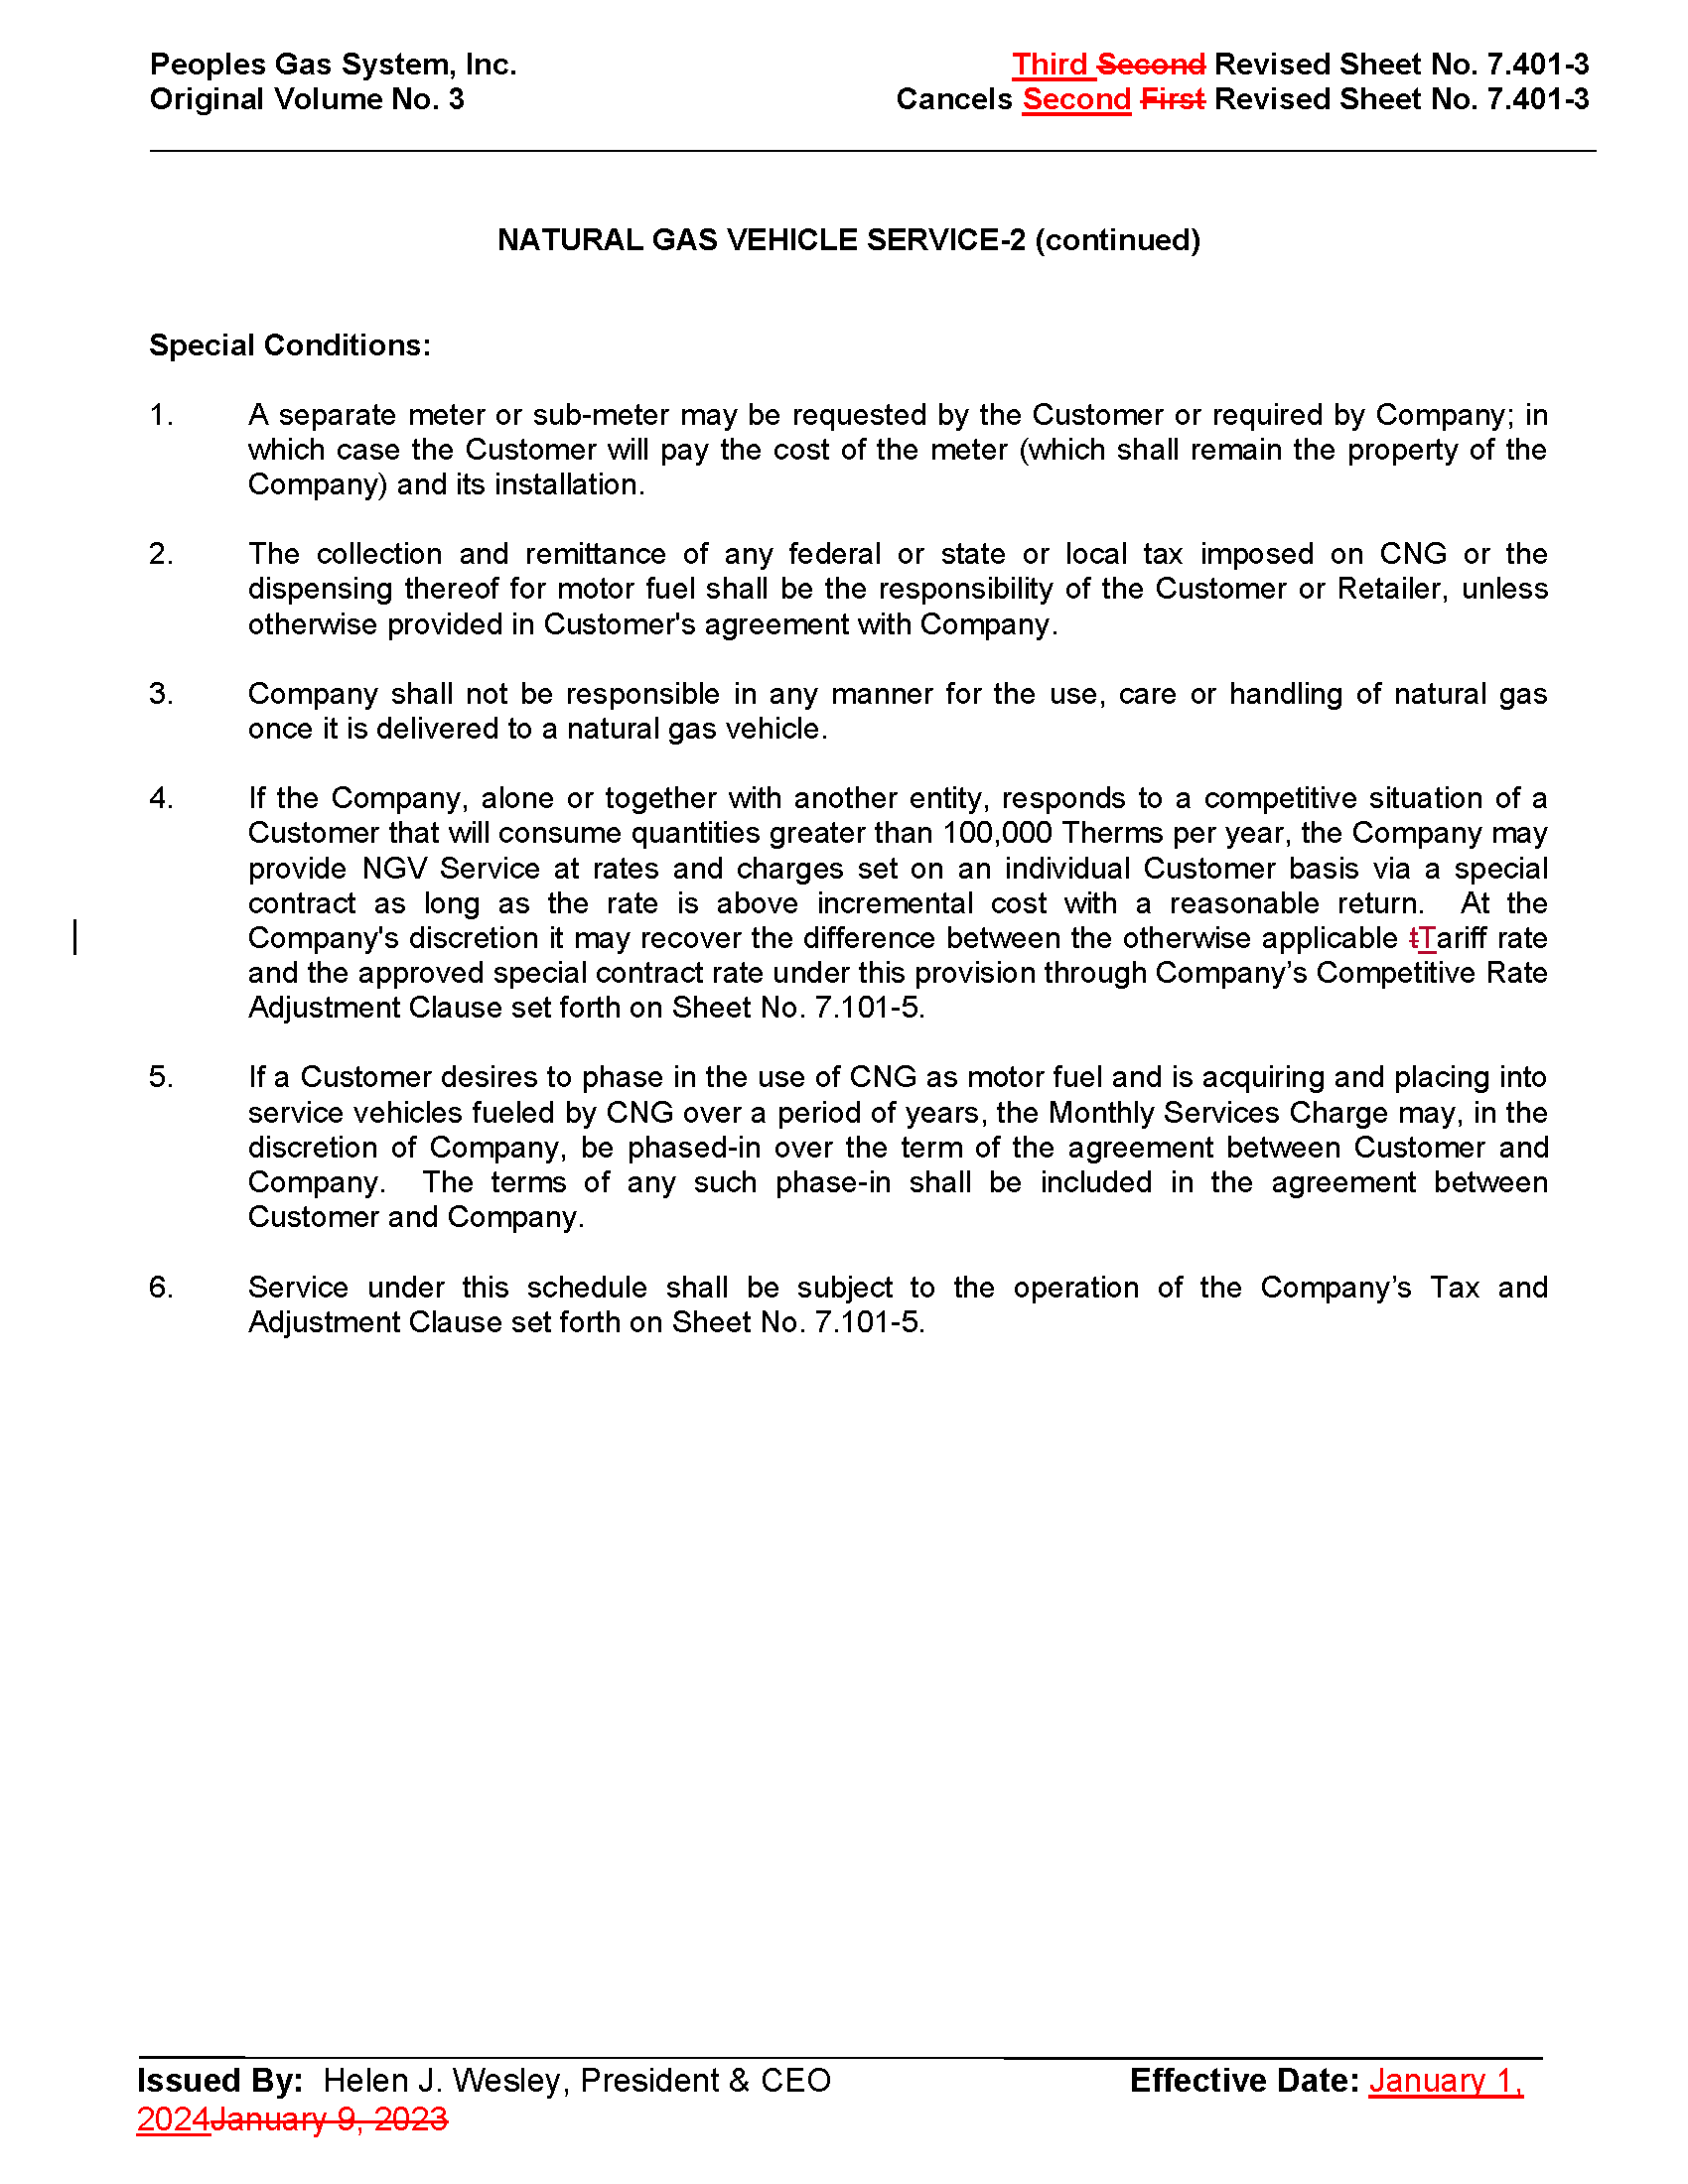 Peoples Gas System, Inc. Third Second Revised Sheet No. 7.401-3
Original Volume No. 3 Cancels Second First Revised Sheet No. 7.401-3
NATURAL GAS VEHICLE SERVICE-2 (continued)
Special Conditions:
1. A separate meter or sub-meter may be requested by the Customer or required by Company; in
which case the Customer will pay the cost of the meter (which shall remain the property of the
Company) and its installation.
2. The collection and remittance of any federal or state or local tax imposed on CNG or the
dispensing thereof for motor fuel shall be the responsibility of the Customer or Retailer, unless
otherwise provided in Customer's agreement with Company.
3. Company shall not be responsible in any manner for the use, care or handling of natural gas
once it is delivered to a natural gas vehicle.
4. If the Company, alone or together with another entity, responds to a competitive situation of a
Customer that will consume quantities greater than 100,000 Therms per year, the Company may
provide NGV Service at rates and charges set on an individual Customer basis via a special
contract as long as the rate is above incremental cost with a reasonable return. At the
Company's discretion it may recover the difference between the otherwise applicable tTariff rate
and the approved special contract rate under this provision through Company’s Competitive Rate
Adjustment Clause set forth on Sheet No. 7.101-5.
5. If a Customer desires to phase in the use of CNG as motor fuel and is acquiring and placing into
service vehicles fueled by CNG over a period of years, the Monthly Services Charge may, in the
discretion of Company, be phased-in over the term of the agreement between Customer and
Company. The terms of any such phase-in shall be included in the agreement between
Customer and Company.
6. Service under this schedule shall be subject to the operation of the Company’s Tax and
Adjustment Clause set forth on Sheet No. 7.101-5.
Issued By: Helen J. Wesley, President & CEO Effective Date: January 1,
2024January 9, 2023